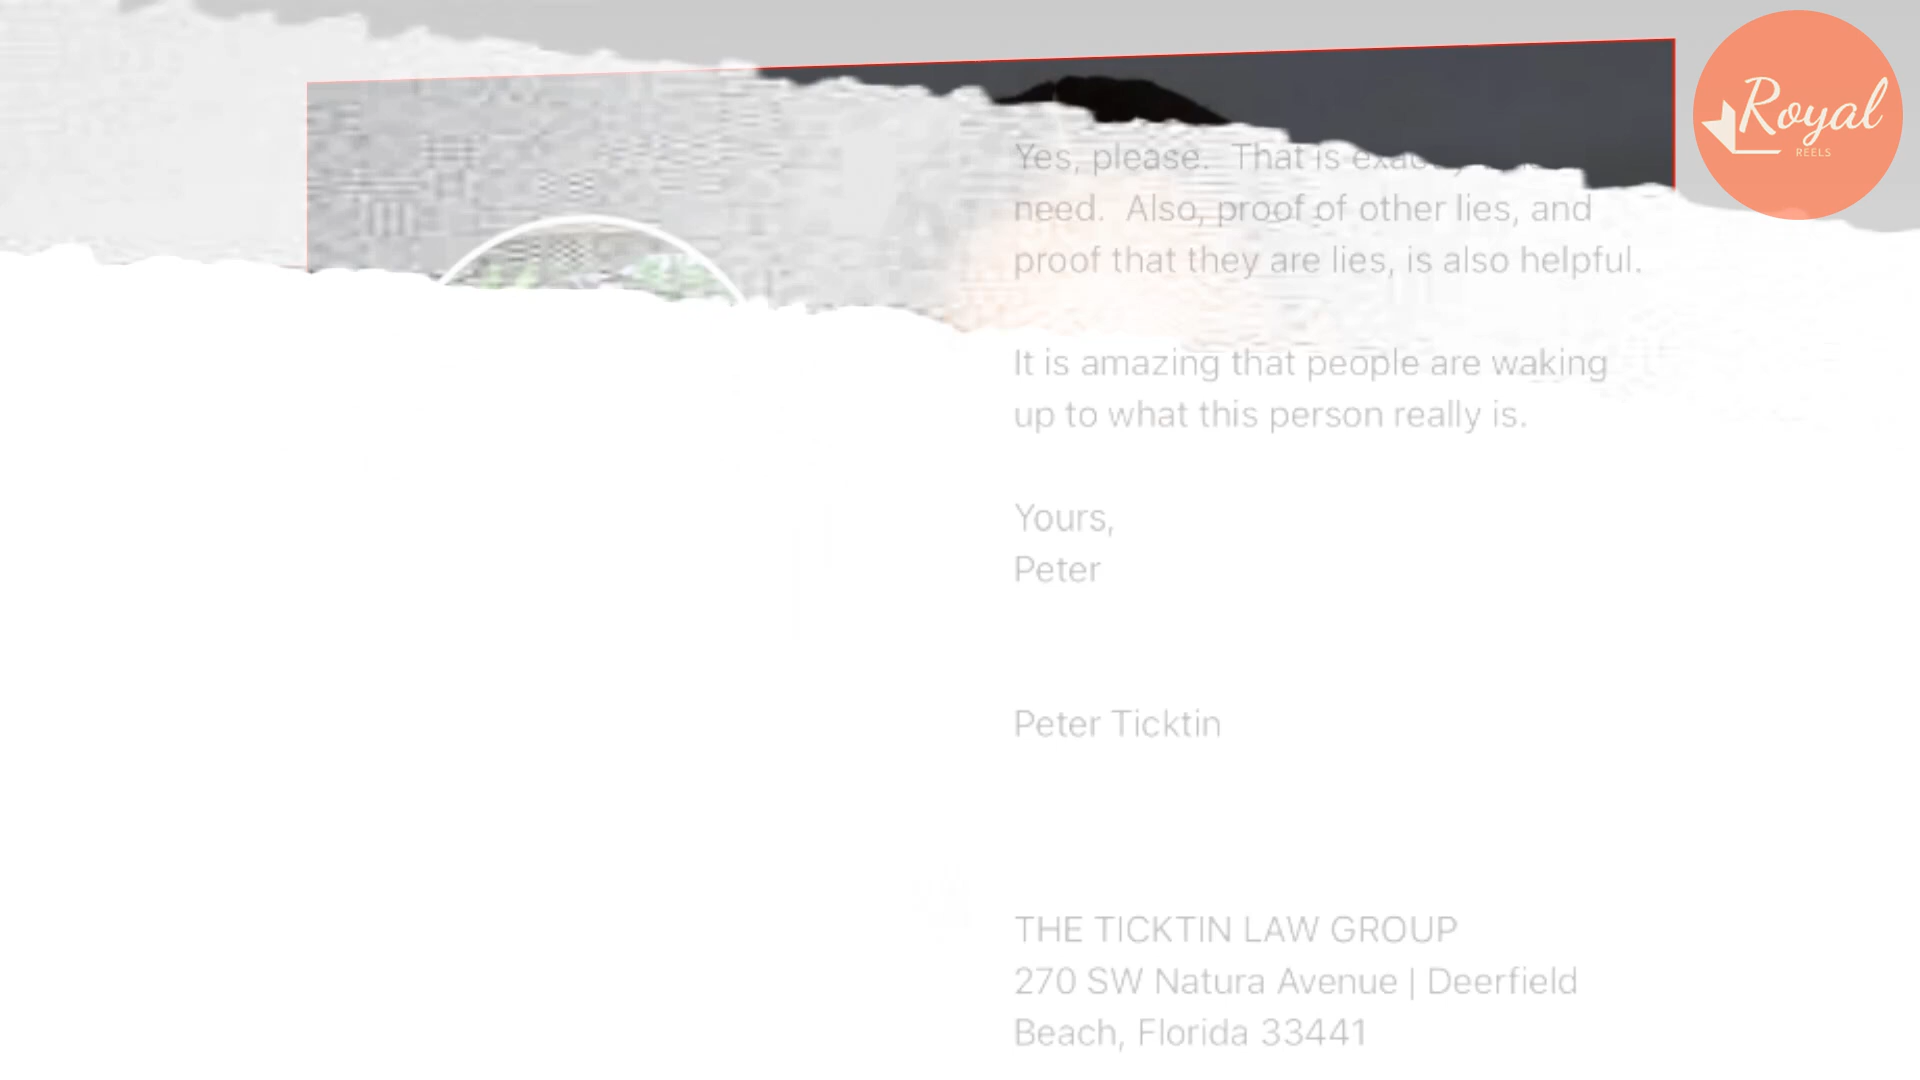 Royal
REELS
Yes, please.  That is
need.  Also, proof of other lies, and
proof that they are lies, is also helpful.
It is amazing that people are waking
up to what this person really is.
Yours,
Peter
Peter Ticktin
THE TICKTIN LAW GROUP
270 SW Natura Avenue | Deerfield
Beach, Florida 33441